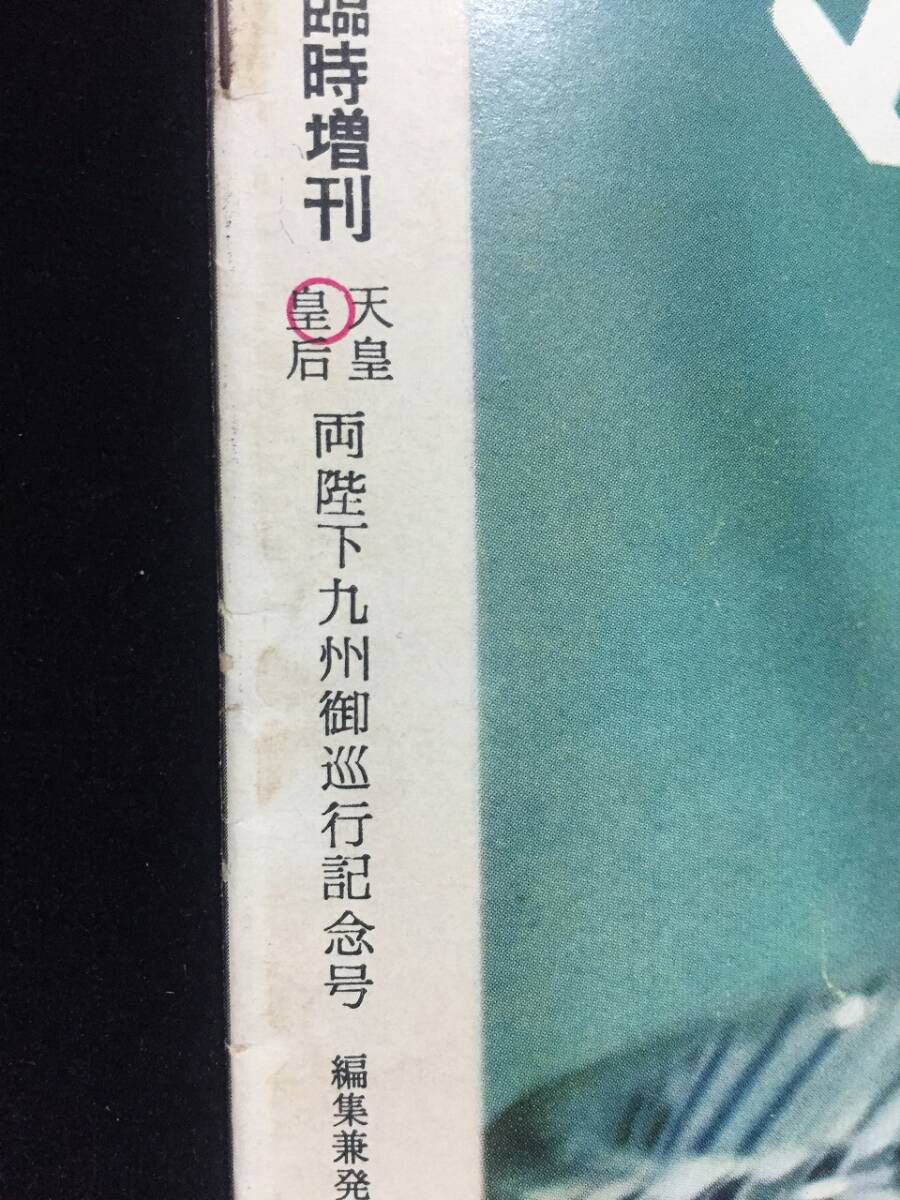 臨時増刊
天皇
皇后
両陛下九州御巡行記念号
編集兼発